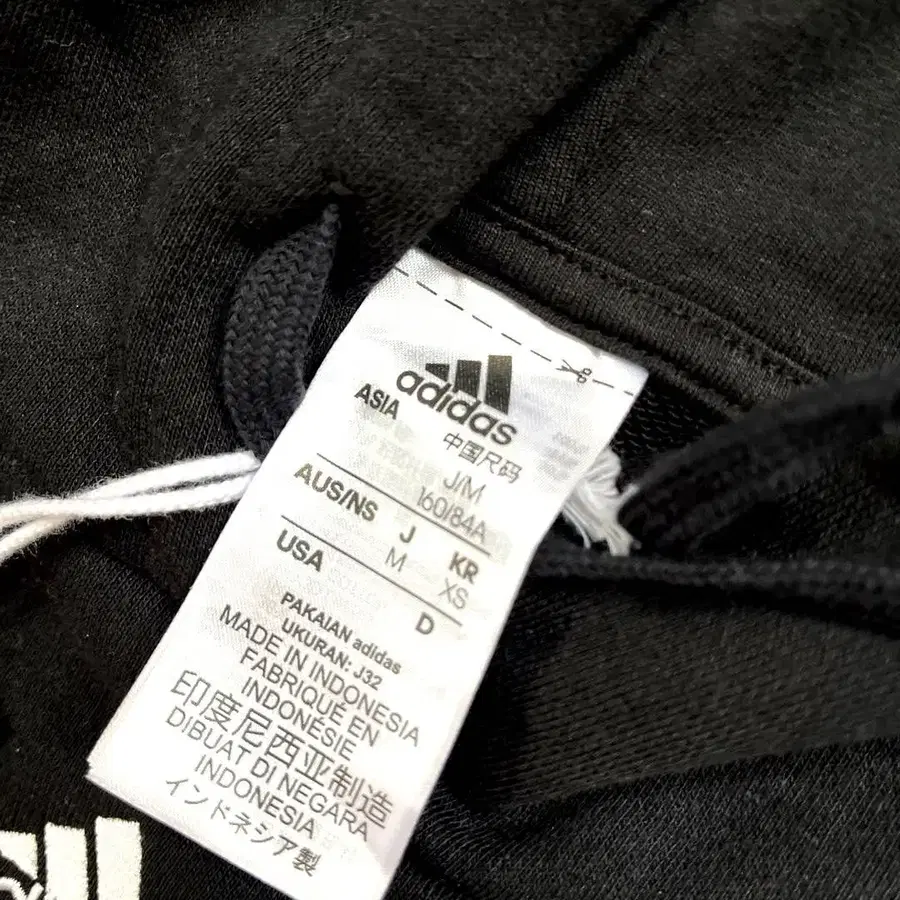 adidas
ASIA 中国尺码
J/M
160/84A
AUS/NS J KR
M XS
USA D
PAKAIAN adidas
UKURAN: J32
MADE IN INDONESIA
FABRIQUÉ EN
INDONÉSIE
印度尼西亚制造
DIBUAT DI NEGARA
INDONESIA
インドネシア製